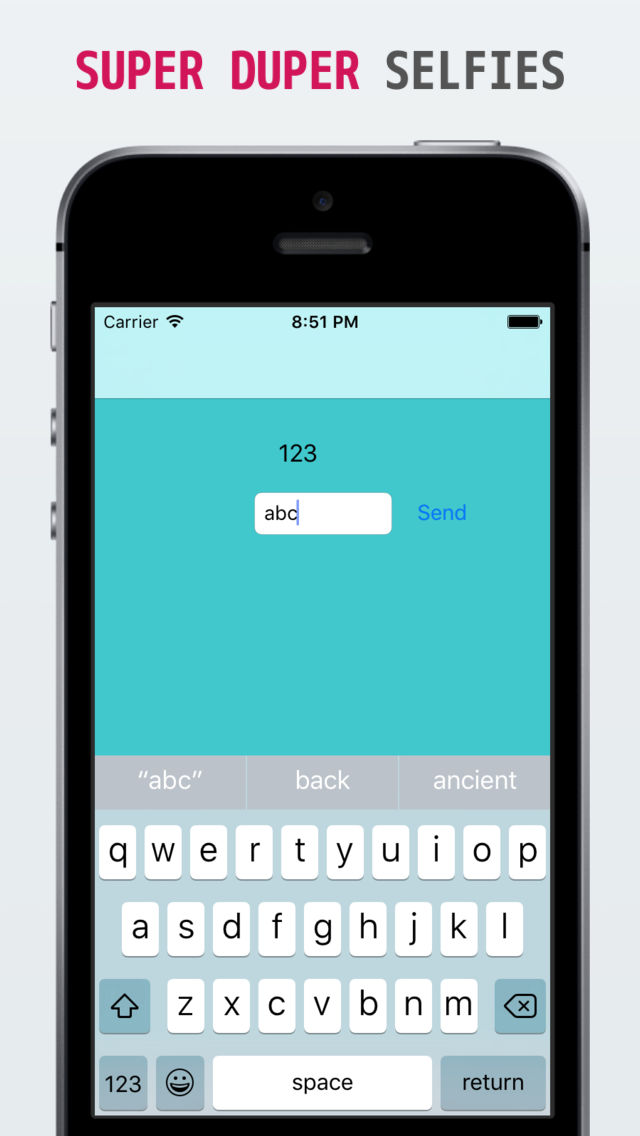 SUPER DUPER SELFIES
Carrier 8:51 PM
123
abc Send
“abc” back ancient
q w e r t y u i o p
a s d f g h j k l
z x c v b n m
123 space return